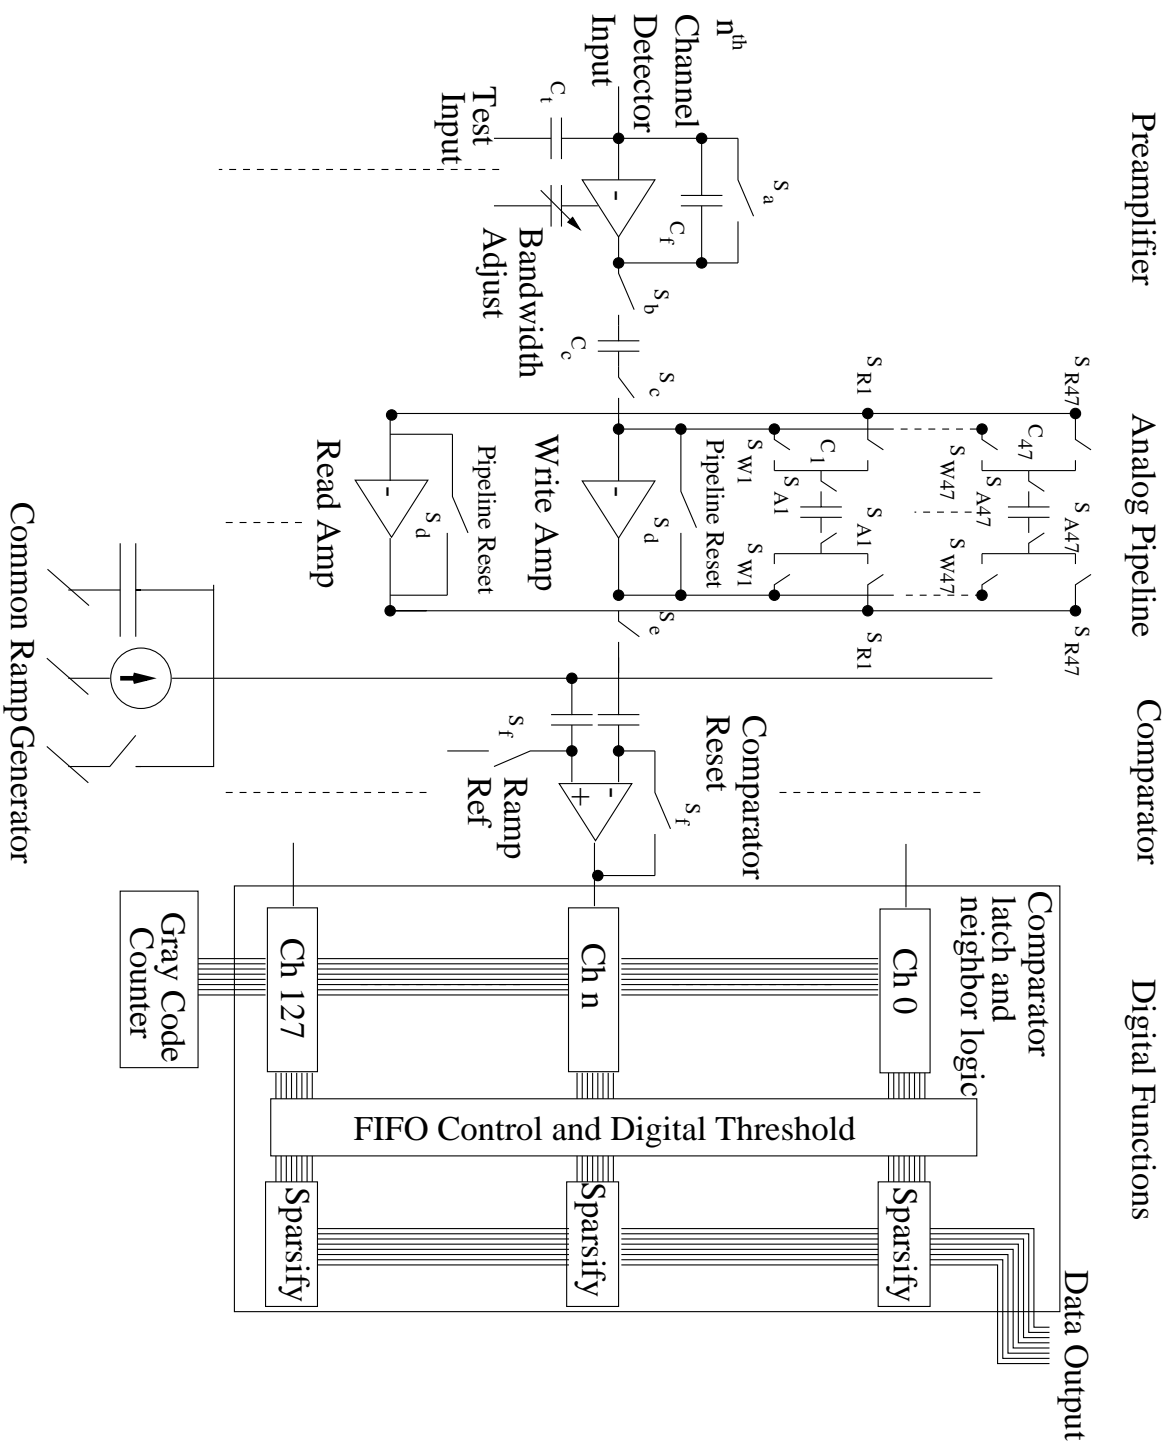 Preamplifier
Analog Pipeline
Comparator
Digital Functions
n th
Channel
Detector
Input
S a
C f
C t
Test
Input
Bandwidth
Adjust
S b
C c
S c
S R47
C 47
S W47
S A47
S A47
S W47
S R47
S R1
C 1
S W1
S A1
S A1
S W1
S R1
Pipeline Reset
S d
Write Amp
Pipeline Reset
S d
Read Amp
S e
Common Ramp Generator
Comparator
Reset
S f
-
+
S f
Ramp
Ref
Comparator
latch and
neighbor logic
Ch 0
Ch n
Ch 127
Gray Code
Counter
FIFO Control and Digital Threshold
Sparsify
Sparsify
Sparsify
Data Output